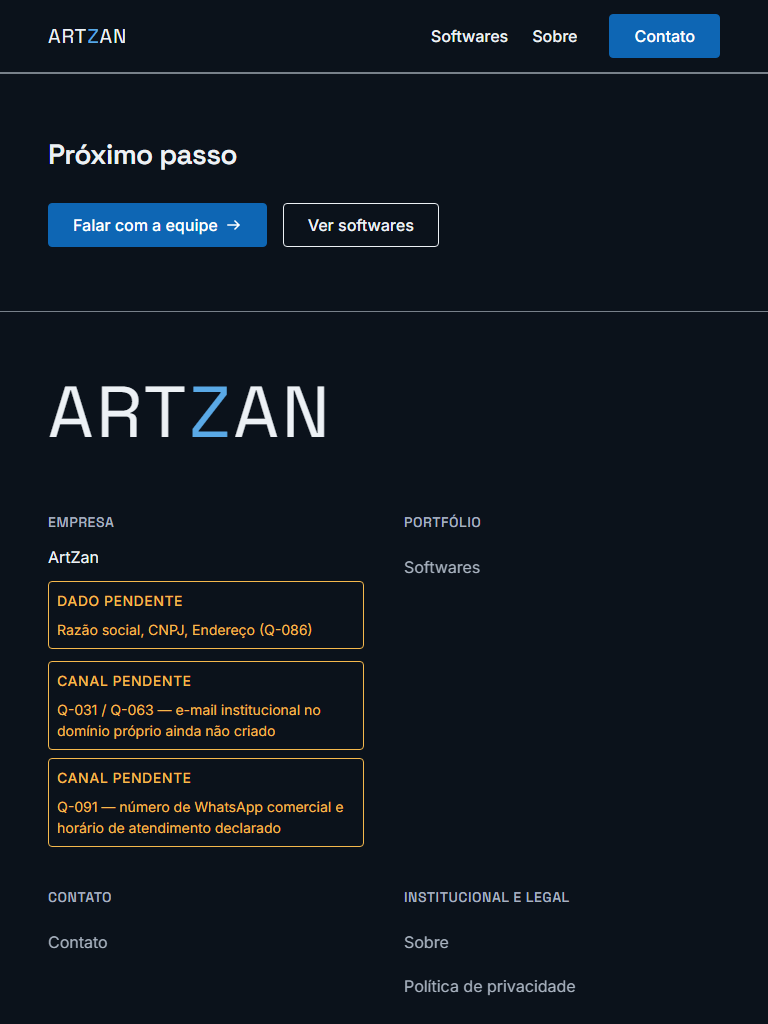 ARTZAN
Softwares
Sobre
Contato
Próximo passo
Falar com a equipe →
Ver softwares
ARTZAN
EMPRESA
ArtZan
DADO PENDENTE
Razão social, CNPJ, Endereço (Q-086)
CANAL PENDENTE
Q-031 / Q-063 — e-mail institucional no
domínio próprio ainda não criado
CANAL PENDENTE
Q-091 — número de WhatsApp comercial e
horário de atendimento declarado
PORTFÓLIO
Softwares
CONTATO
Contato
INSTITUCIONAL E LEGAL
Sobre
Política de privacidade